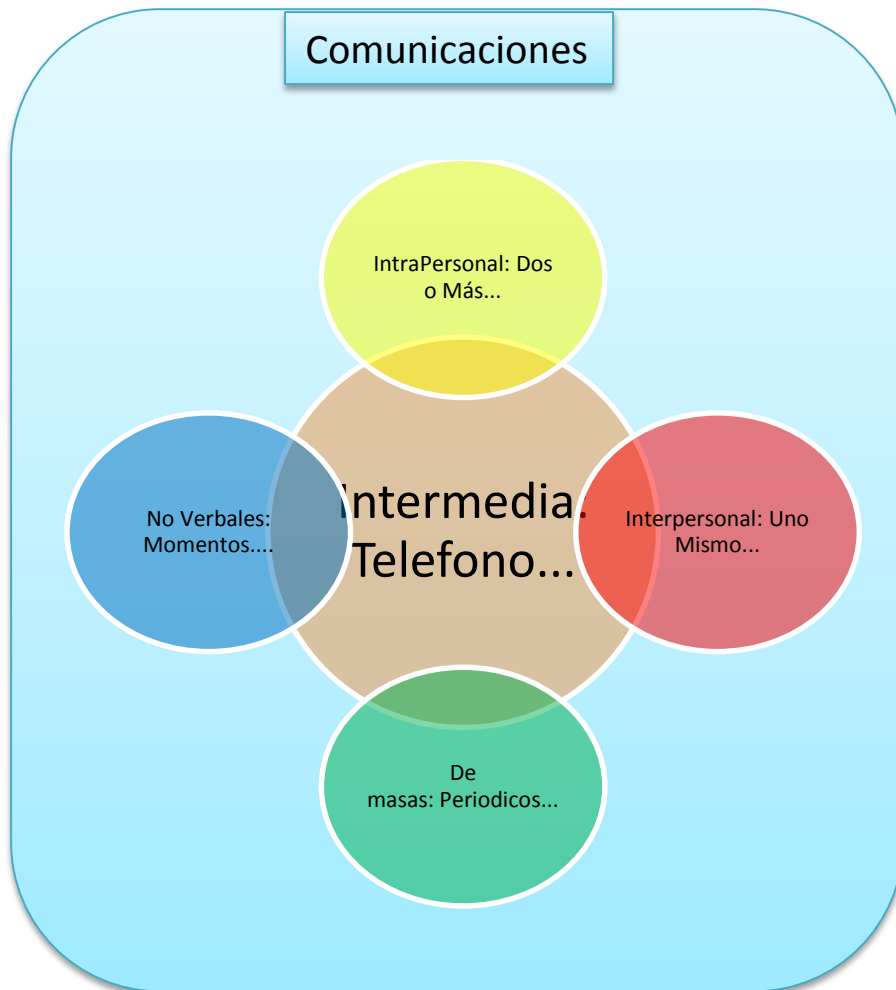 Comunicaciones
IntraPersonal: Dos
o Más...
Intermedia:
Telefono...
No Verbales:
Momentos....
Interpersonal: Uno
Mismo...
De
masas: Periodicos...